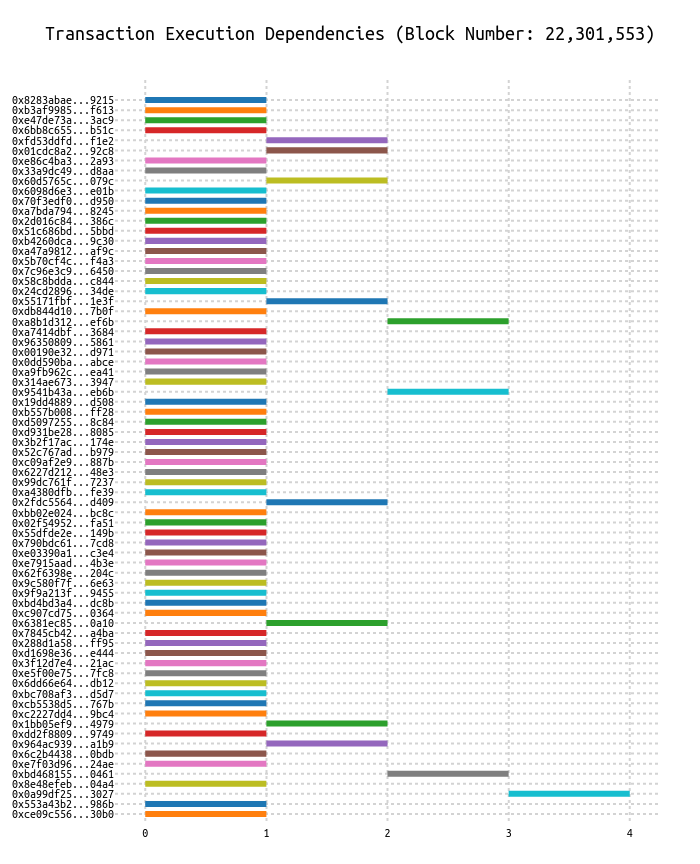 Transaction Execution Dependencies (Block Number: 22,301,553)
0x8283abae...9215
0xb3af9985...f613
0xe47de73a...3ac9
0x6bb8c655...b51c
0xfd53ddfd...f1e2
0x01cdc8a2...92c8
0xe86c4ba3...2a93
0x33a9dc49...d8aa
0x60d5765c...079c
0x6098d6e3...e01b
0x70f3edf0...d950
0xa7bda794...8245
0x2d016c84...386c
0x51c686bd...5bbd
0xb4260dca...9c30
0xa47a9812...af9c
0x5b70cf4c...f4a3
0x7c96e3c9...6450
0x58c8bdda...c844
0x24cd2896...34de
0x55171fbf...1e3f
0xdb844d10...7b0f
0xa8b1d312...ef6b
0xa7414dbf...3684
0x96350809...5861
0x00190e32...d971
0x0dd590ba...abce
0xa9fb962c...ea41
0x314ae673...3947
0x9541b43a...eb6b
0x19dd4889...d508
0xb557b008...ff28
0xd5097255...8c84
0xd931be28...8085
0x3b2f17ac...174e
0x52c767ad...b979
0xc09af2e9...887b
0x6227d212...48e3
0x99dc761f...7237
0xa4380dfb...fe39
0x2fdc5564...d409
0xbb02e024...bc8c
0x02f54952...fa51
0x55dfde2e...149b
0x790bdc61...7cd8
0xe03390a1...c3e4
0xe7915aad...4b3e
0x62f6398e...204c
0x9c580f7f...6e63
0x9f9a213f...9455
0xbd4bd3a4...dc8b
0xc907cd75...0364
0x6381ec85...0a10
0x7845cb42...a4ba
0x288d1a58...ff95
0xd1698e36...e444
0x3f12d7e4...21ac
0xe5f00e75...7fc8
0x6dd66e64...db12
0xbc708af3...d5d7
0xcb5538d5...767b
0xc2227dd4...9bc4
0x1bb05ef9...4979
0xdd2f8809...9749
0x964ac939...a1b9
0x6c2b4438...0bdb
0xe7f03d96...24ae
0xbd468155...0461
0x8e48efeb...04a4
0x0a99df25...3027
0x553a43b2...986b
0xce09c556...30b0
0 1 2 3 4